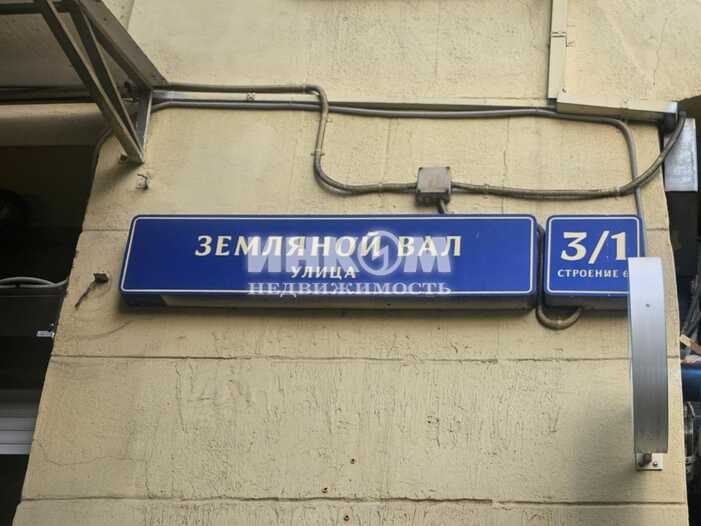 ЗЕМЛЯНОЙ ВАЛ
УЛИЦА
3/1
СТРОЕНИЕ 6
ИНКОМ
НЕДВИЖИМОСТЬ